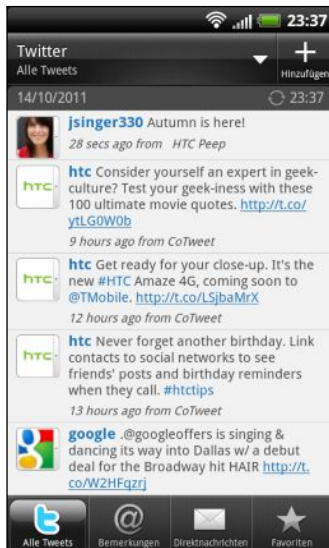 23:37
Twitter
Alle Tweets
Hinzufügen
14/10/2011
23:37
jsinger330 Autumn is here!
28 secs ago from HTC Peep
htc Consider yourself an expert in geek-
culture? Test your geek-iness with these
100 ultimate movie quotes. http://t.co/
ytLG0W0b
9 hours ago from CoTweet
htc Get ready for your close-up. It's the
new #HTC Amaze 4G, coming soon to
@TMobile. http://t.co/LSjbaMrX
12 hours ago from CoTweet
htc Never forget another birthday. Link
contacts to social networks to see
friends' posts and birthday reminders
when they call. #htctips
13 hours ago from CoTweet
google .@googleoffers is singing &
dancing its way into Dallas w/ a debut
deal for the Broadway hit HAIR http://t.
co/W2HFqzrj
hTC
hTC
hTC
g
Alle Tweets
Bemerkungen
Direktnachrichten
Favoriten